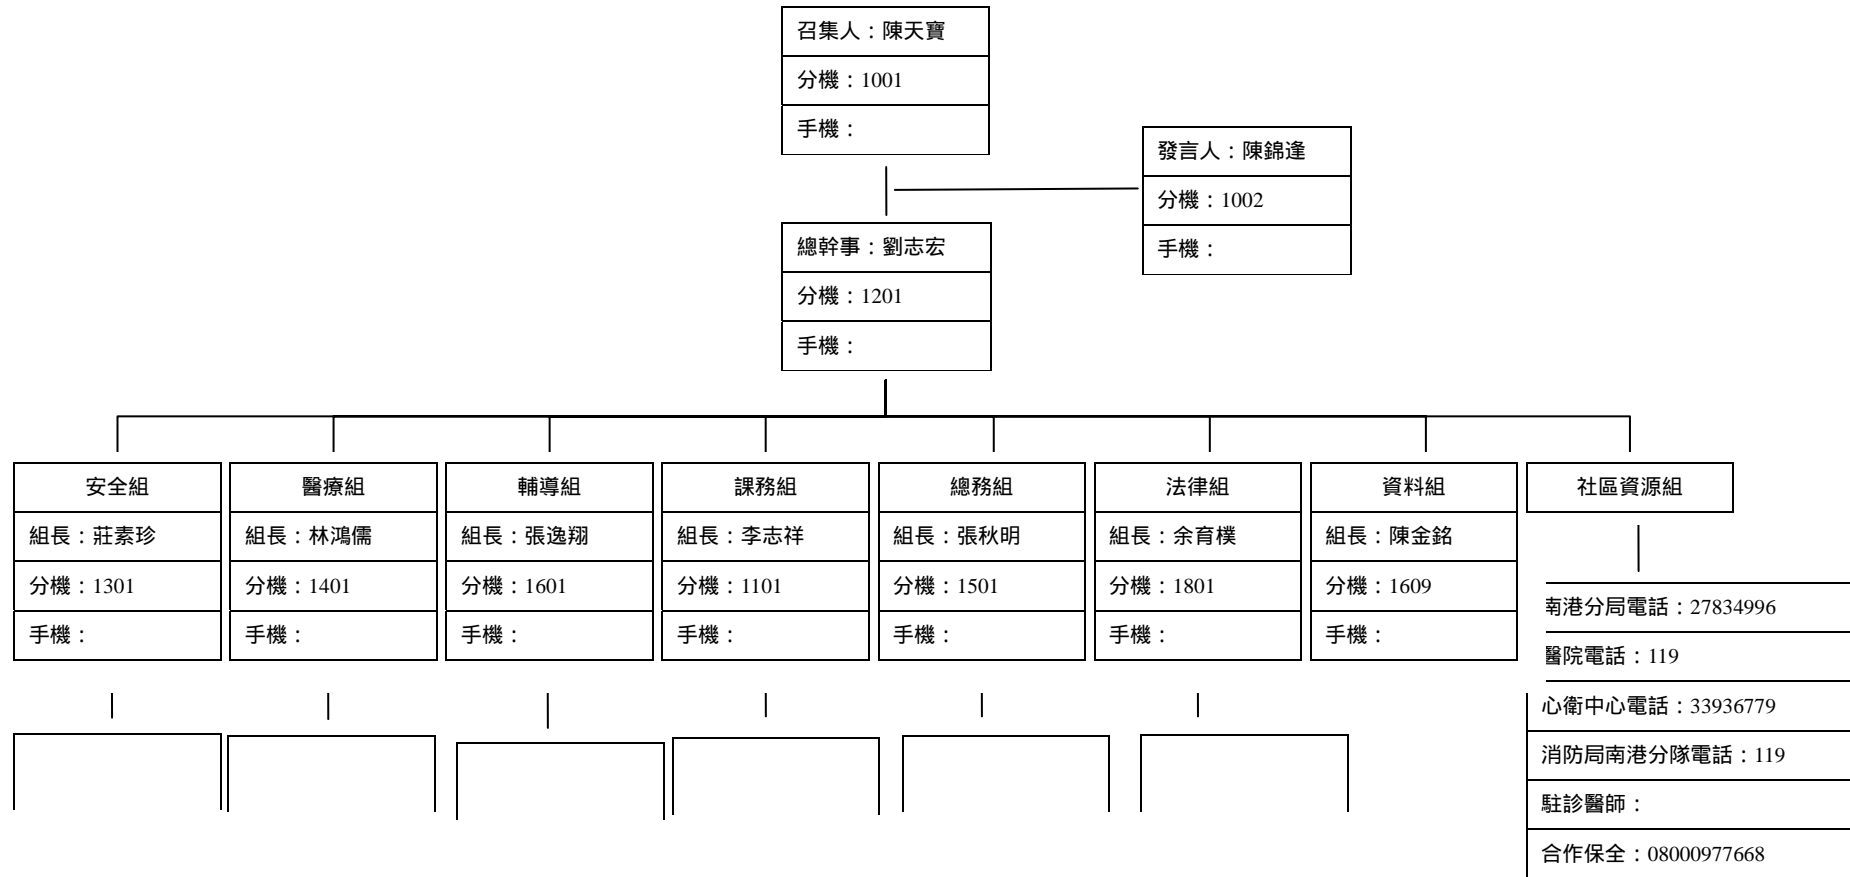 召集人：陳天寶
分機：1001
手機：
發言人：陳錦逢
分機：1002
手機：
總幹事：劉志宏
分機：1201
手機：
安全組
組長：莊素珍
分機：1301
手機：
醫療組
組長：林鴻儒
分機：1401
手機：
輔導組
組長：張逸翔
分機：1601
手機：
課務組
組長：李志祥
分機：1101
手機：
總務組
組長：張秋明
分機：1501
手機：
法律組
組長：余育樸
分機：1801
手機：
資料組
組長：陳金銘
分機：1609
手機：
社區資源組
南港分局電話：27834996
醫院電話：119
心衛中心電話：33936779
消防局南港分隊電話：119
駐診醫師：
合作保全：08000977668